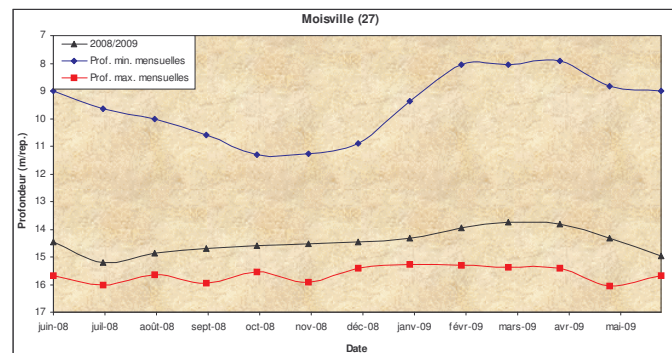 Moisville (27)
2008/2009
Prof. min. mensuelles
Prof. max. mensuelles
Profondeur (m/rep.)
7
8
9
10
11
12
13
14
15
16
17
juin-08 juil-08 août-08 sept-08 oct-08 nov-08 déc-08 janv-09 févr-09 mars-09 avr-09 mai-09
Date